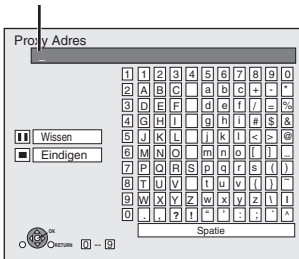 Proxy Adres
_
1 1 2 3 4 5 6 7 8 9 0
2 A B C a b c + - *
3 D E F d e f / = %
4 G H I g h i # $ &
5 J K L j k l < > @
Wissen
6 M N O m n o [ ] _
Eindigen
7 P Q R S p q r s ( )
8 T U V t u v { } ~
9 W X Y Z w x y z \ |
0 . , ? ! " ' : ; ^
Spatie
OK
RETURN 0 -- 9